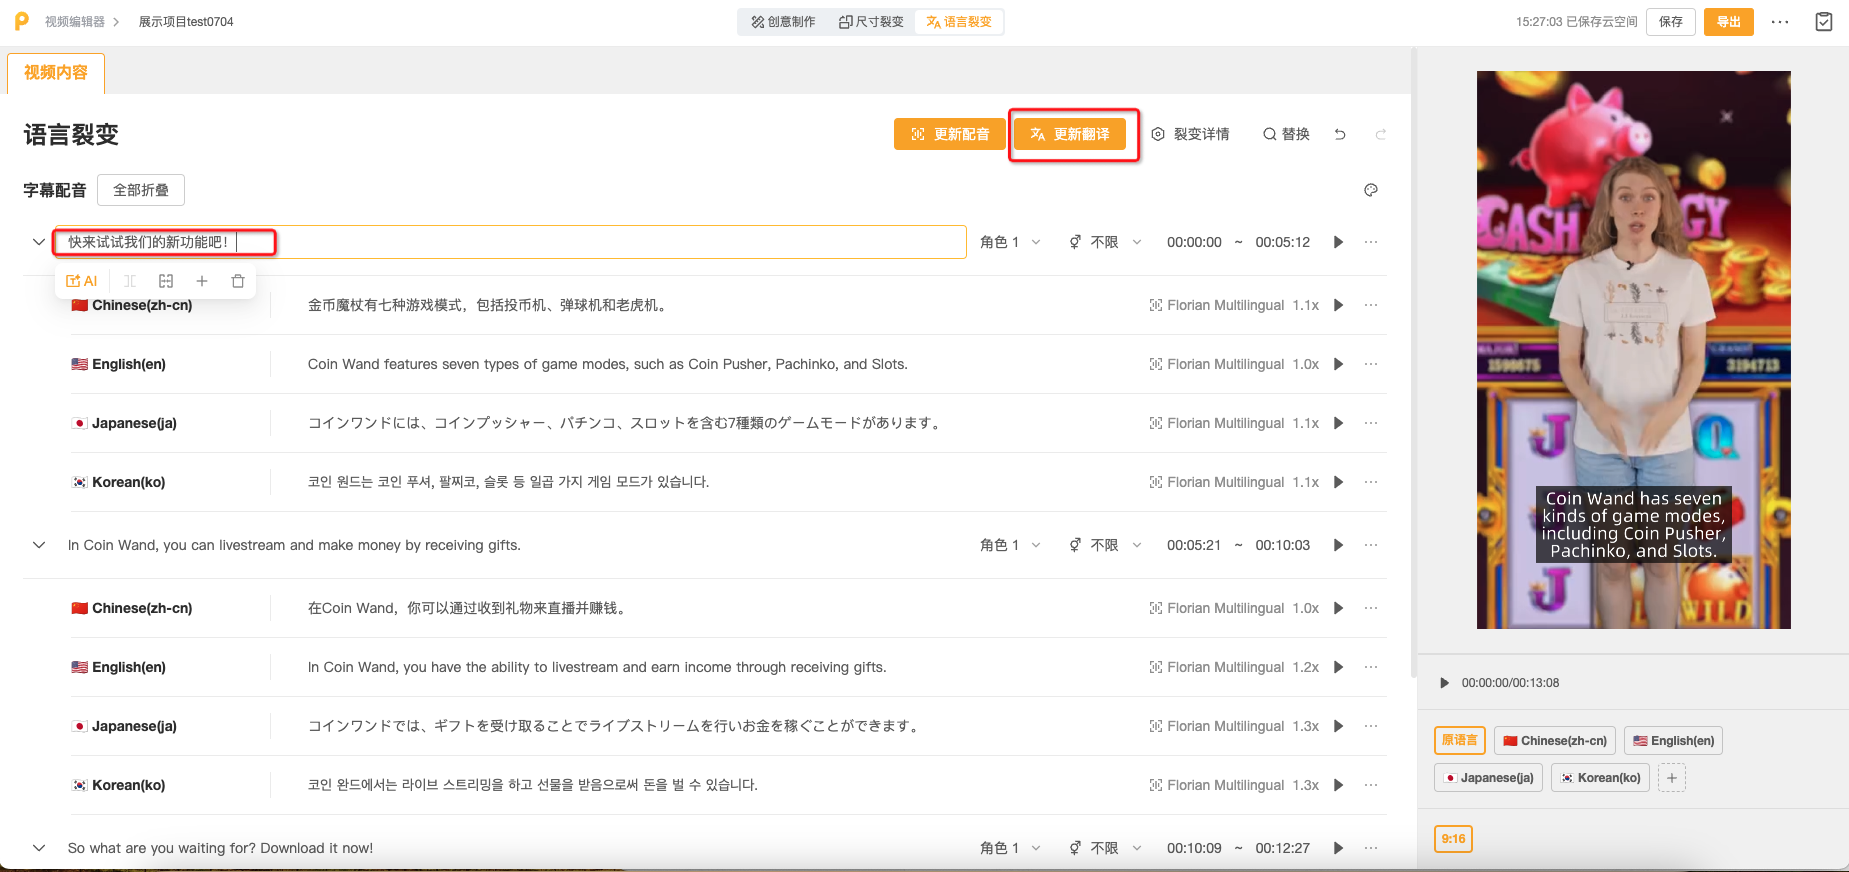 视频编辑器
展示项目test0704
创意制作
尺寸裂变
语言裂变
15:27:03 已保存云空间
保存
导出
视频内容
语言裂变
更新配音
更新翻译
裂变详情
替换
字幕配音
全部折叠
快来试试我们的新功能吧！
角色 1
不限
00:00:00 ~ 00:05:12
AI
Chinese(zh-cn)
金币魔杖有七种游戏模式，包括投币机、弹球机和老虎机。
Florian Multilingual 1.1x
English(en)
Coin Wand features seven types of game modes, such as Coin Pusher, Pachinko, and Slots.
Florian Multilingual 1.0x
Japanese(ja)
コインワンドには、コインプッシャー、パチンコ、スロットを含む7種類のゲームモードがあります。
Florian Multilingual 1.1x
Korean(ko)
코인 원드는 코인 푸셔, 팔찌코, 슬롯 등 일곱 가지 게임 모드가 있습니다.
Florian Multilingual 1.1x
In Coin Wand, you can livestream and make money by receiving gifts.
角色 1
不限
00:05:21 ~ 00:10:03
Chinese(zh-cn)
在Coin Wand，你可以通过收到礼物来直播并赚钱。
Florian Multilingual 1.0x
English(en)
In Coin Wand, you have the ability to livestream and earn income through receiving gifts.
Florian Multilingual 1.2x
Japanese(ja)
コインワンドでは、ギフトを受け取ることでライブストリームを行いお金を稼ぐことができます。
Florian Multilingual 1.3x
Korean(ko)
코인 완드에서는 라이브 스트리밍을 하고 선물을 받음으로써 돈을 벌 수 있습니다.
Florian Multilingual 1.3x
So what are you waiting for? Download it now!
角色 1
不限
00:10:09 ~ 00:12:27
CASH
MAJOR
GRAND
1599675
3194713
J
Q
Coin Wand has seven
kinds of game modes,
including Coin Pusher,
Pachinko, and Slots.
J
WILD
00:00:00/00:13:08
原语言
Chinese(zh-cn)
English(en)
Japanese(ja)
Korean(ko)
9:16